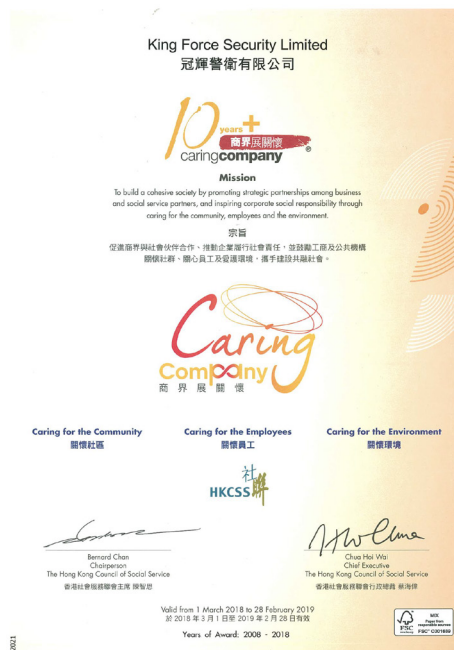 King Force Security Limited
冠輝警衛有限公司
10 years +
商界展關懷
caringcompany ®
Mission
To build a cohesive society by promoting strategic partnerships among business
and social service partners, and inspiring corporate social responsibility through
caring for the community, employees and the environment.
宗旨
促進商界與社會伙伴合作、推動企業履行社會責任，並鼓勵工商及公共機構
關懷社群、關心員工及愛護環境，攜手建設共融社會。
Caring
Company
商界展關懷
Caring for the Community
關懷社區
Caring for the Employees
關懷員工
Caring for the Environment
關懷環境
HKCSS 社聯
Bernard Chan
Chairperson
The Hong Kong Council of Social Service
香港社會服務聯會主席 陳智思
Chua Hoi Wai
Chief Executive
The Hong Kong Council of Social Service
香港社會服務聯會行政總裁 蔡海偉
Valid from 1 March 2018 to 28 February 2019
於 2018 年 3 月 1 日至 2019 年 2 月 28 日有效
Years of Award: 2008 - 2018
FSC
MIX
Paper from
responsible sources
FSC® C001659
2021